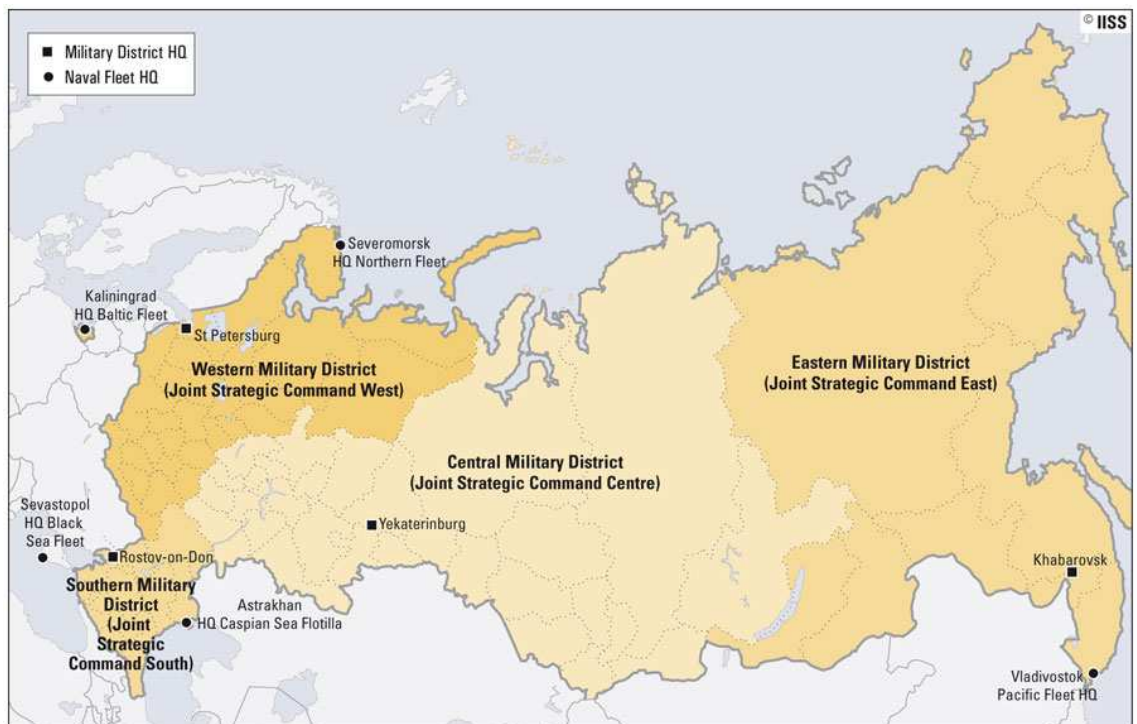 © IISS
Military District HQ
Naval Fleet HQ
Severomorsk
HQ Northern Fleet
Kaliningrad
HQ Baltic Fleet
St Petersburg
Western Military District
(Joint Strategic Command West)
Eastern Military District
(Joint Strategic Command East)
Central Military District
(Joint Strategic Command Centre)
Sevastopol
HQ Black
Sea Fleet
Yekaterinburg
Rostov-on-Don
Khabarovsk
Southern Military
District
(Joint
Strategic
Command South)
Astrakhan
HQ Caspian Sea Flotilla
Vladivostok
Pacific Fleet HQ